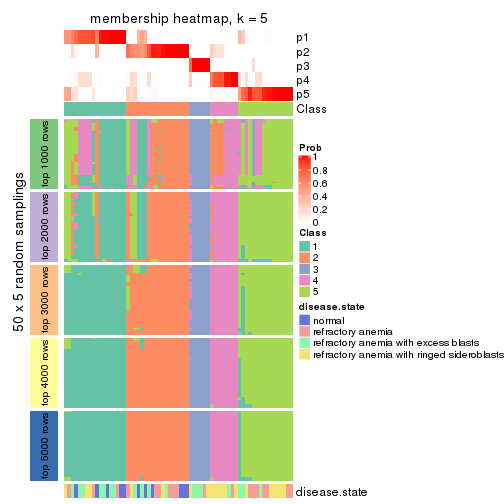 membership heatmap, k = 5
p1
p2
p3
p4
p5
Class
50 x 5 random samplings
top 1000 rows
top 2000 rows
top 3000 rows
top 4000 rows
top 5000 rows
Prob
1
0.8
0.6
0.4
0.2
0
Class
1
2
3
4
5
disease.state
normal
refractory anemia
refractory anemia with excess blasts
refractory anemia with ringed sideroblasts
disease.state